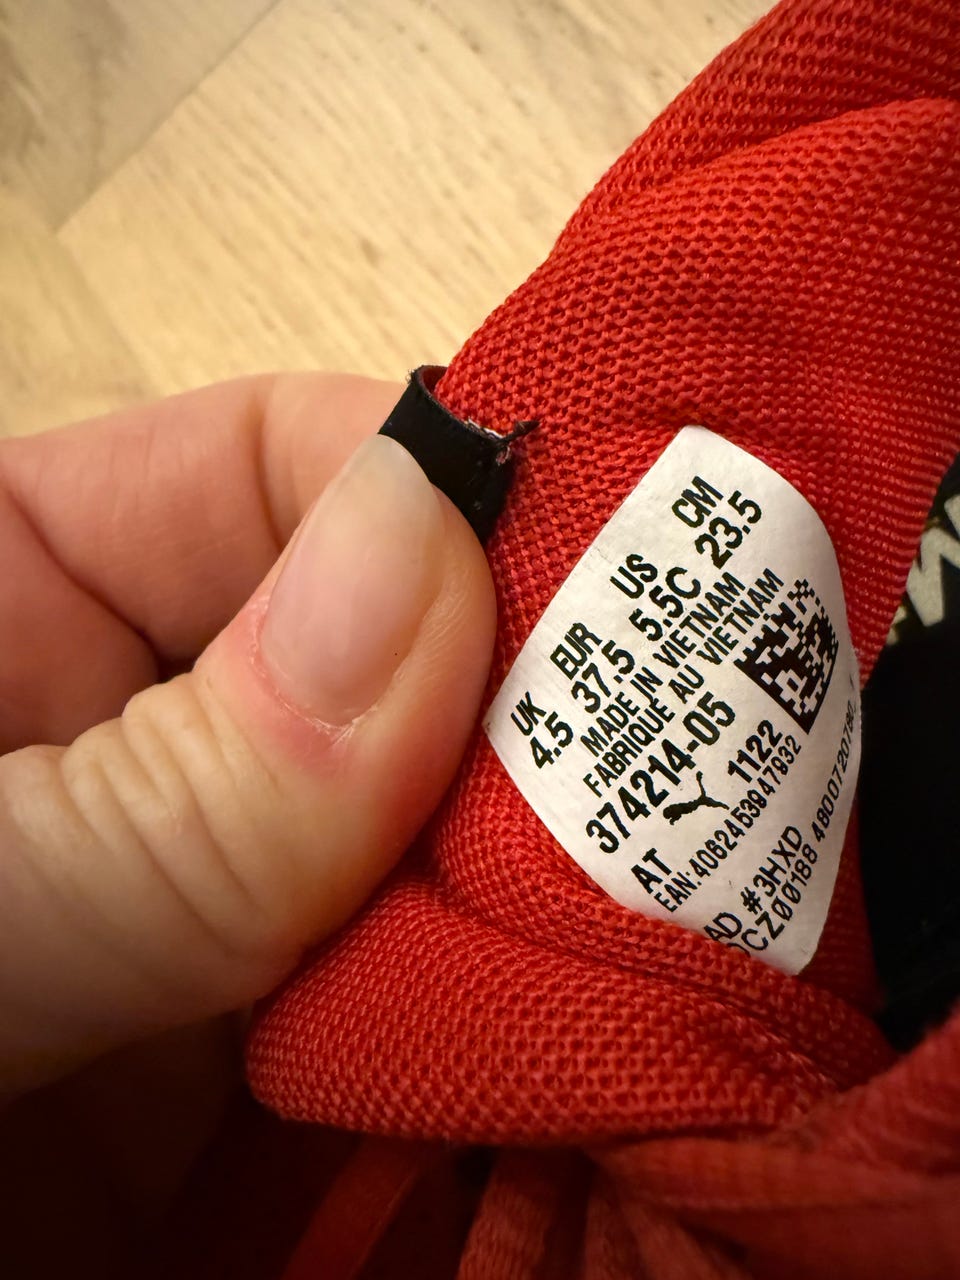 UK EUR US CM
4.5 37.5 5.5C 23.5
MADE IN VIETNAM
FABRIQUE AU VIETNAM
374214-05
1122
AT
EAN: 4062453947932
#3HXD